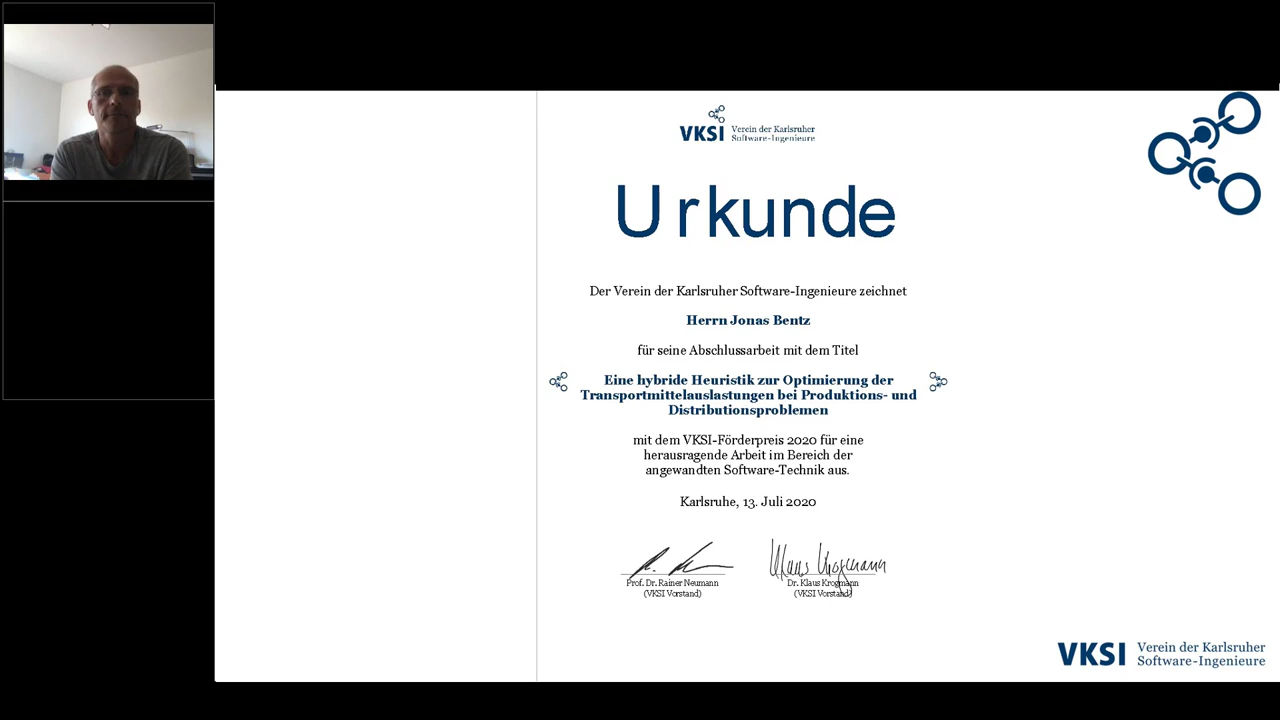 VKSI Verein der Karlsruher
Software-Ingenieure
Urkunde
Der Verein der Karlsruher Software-Ingenieure zeichnet
Herrn Jonas Bentz
für seine Abschlussarbeit mit dem Titel
Eine hybride Heuristik zur Optimierung der
Transportmittelauslastungen bei Produktions- und
Distributionsproblemen
mit dem VKSI-Förderpreis 2020 für eine
herausragende Arbeit im Bereich der
angewandten Software-Technik aus.
Karlsruhe, 13. Juli 2020
Klaus Krogmann
Prof. Dr. Rainer Neumann
(VKSI Vorstand)
Dr. Klaus Krogmann
(VKSI Vorstand)
VKSI Verein der Karlsruher
Software-Ingenieure